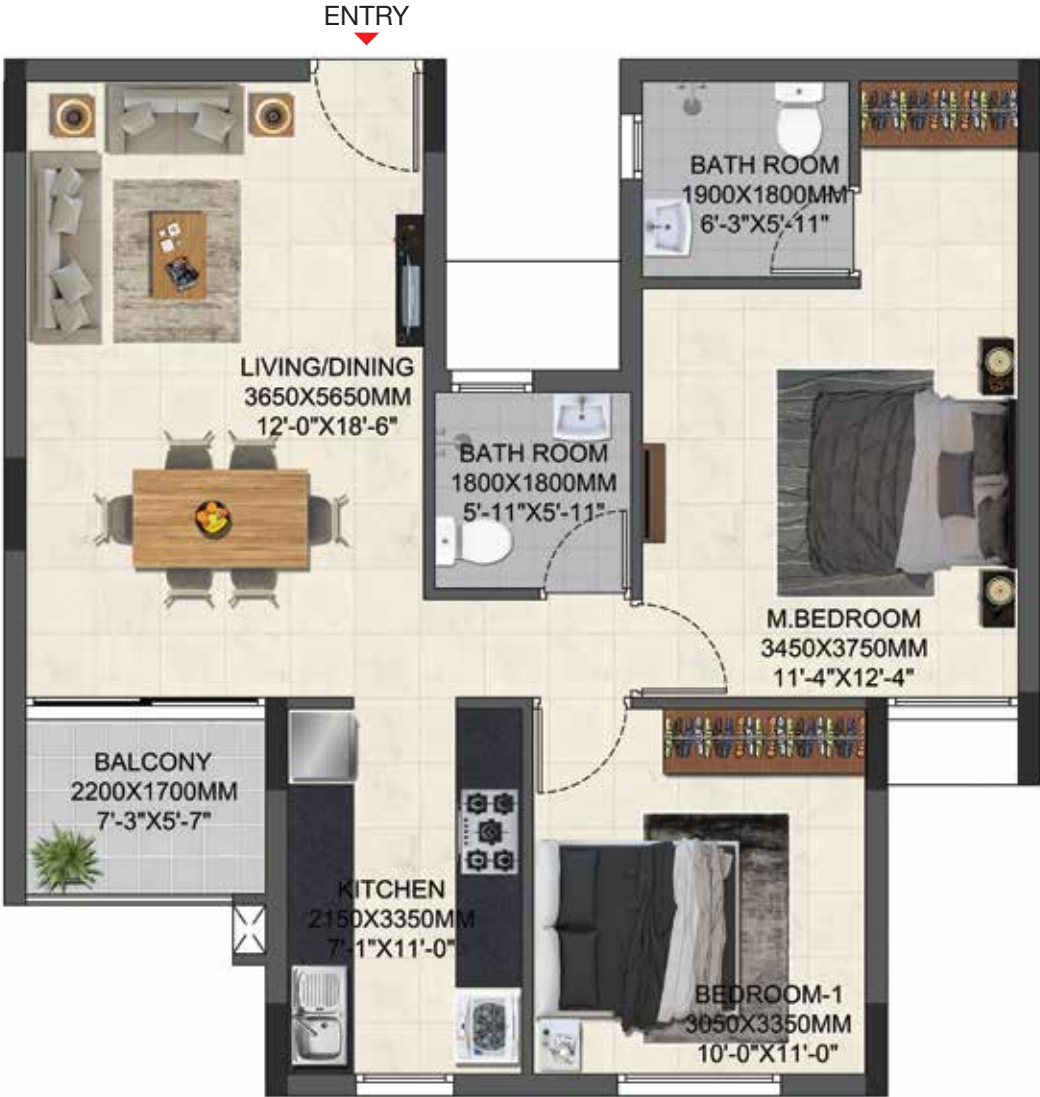 ENTRY
BATH ROOM
1900X1800MM
6'-3"X5'-11"
LIVING/DINING
3650X5650MM
12'-0"X18'-6"
BATH ROOM
1800X1800MM
5'-11"X5'-11"
M.BEDROOM
3450X3750MM
11'-4"X12'-4"
BALCONY
2200X1700MM
7'-3"X5'-7"
KITCHEN
2150X3350MM
7'-1"X11'-0"
BEDROOM-1
3050X3350MM
10'-0"X11'-0"